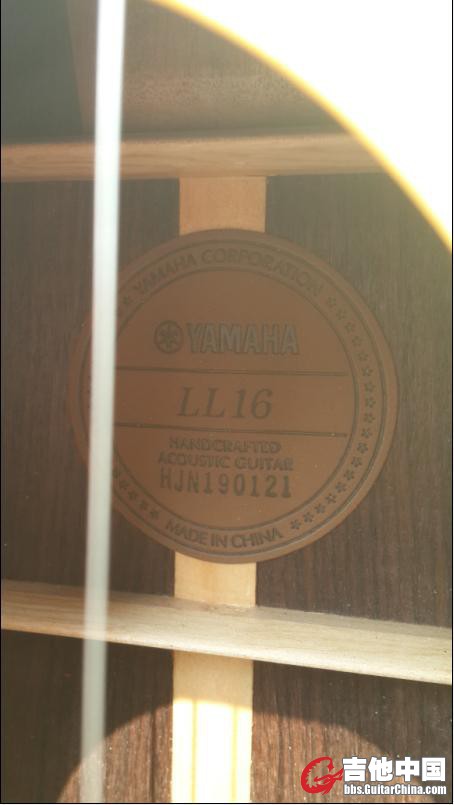 YAMAHA CORPORATION
YAMAHA
LL16
HANDCRAFTED
ACOUSTIC GUITAR
HJN190121
MADE IN CHINA
吉他中国
bbs.GuitarChina.com